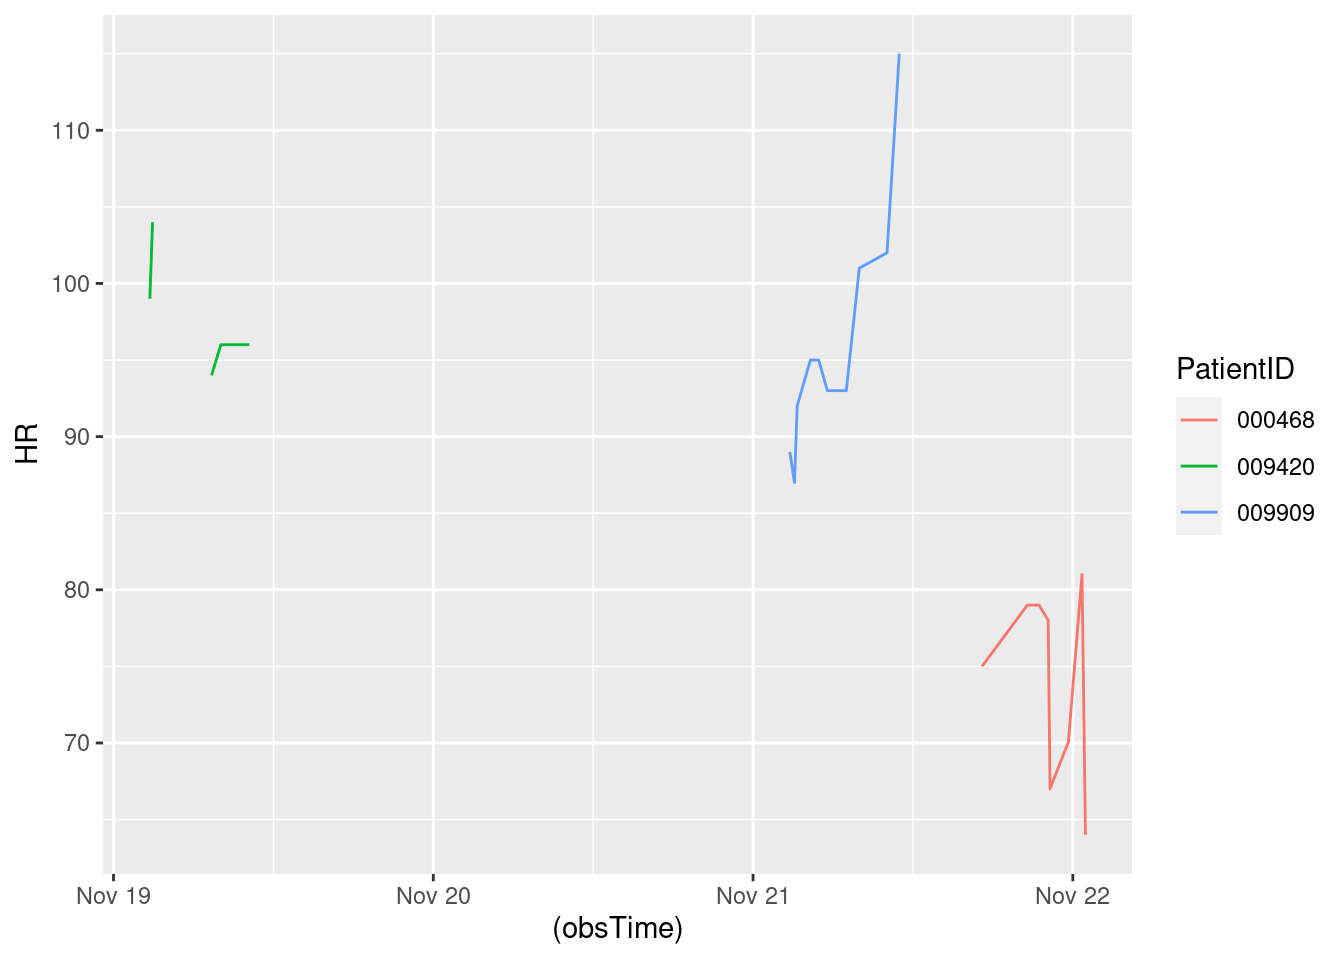 110
100
90
80
70
HR
Nov 19
Nov 20
Nov 21
Nov 22
(obsTime)
PatientID
000468
009420
009909